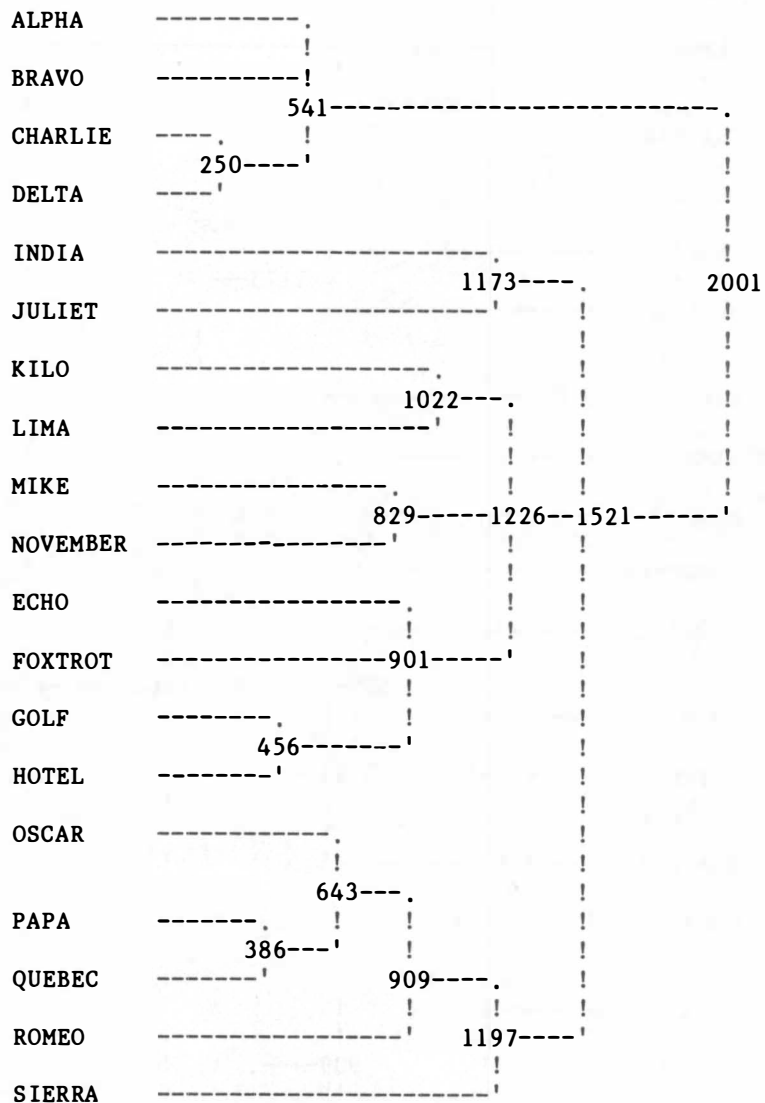 ALPHA ----------.
!
BRAVO ----------!
541---------------------------.
CHARLIE ----. ! !
250----' !
DELTA ----' !
!
INDIA -----------------------. !
1173----. 2001
JULIET -----------------------' ! !
! !
KILO -------------------. ! !
1022---. ! !
LIMA -------------------' ! ! !
! ! !
MIKE ----------------. ! ! !
829-----1226--1521------'
NOVEMBER ----------------' ! !
! !
ECHO -----------------. ! !
! ! !
FOXTROT ----------------901-----' !
! !
GOLF --------. ! !
456-------' !
HOTEL --------' !
!
OSCAR ------------. !
! !
643---. !
PAPA -------. ! ! !
386---' ! !
QUEBEC -------' 909----. !
! ! !
ROMEO -----------------' 1197----'
!
SIERRA -----------------------'